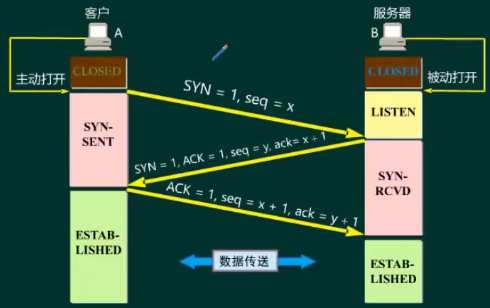 客户
A
服务器
B
主动打开
CLOSED
CLOSED
被动打开
SYN = 1, seq = x
LISTEN
SYN-
SENT
SYN = 1, ACK = 1, seq = y, ack= x + 1
SYN-
RCVD
ACK = 1, seq = x + 1, ack = y + 1
ESTAB-
LISHED
数据传送
ESTAB-
LISHED